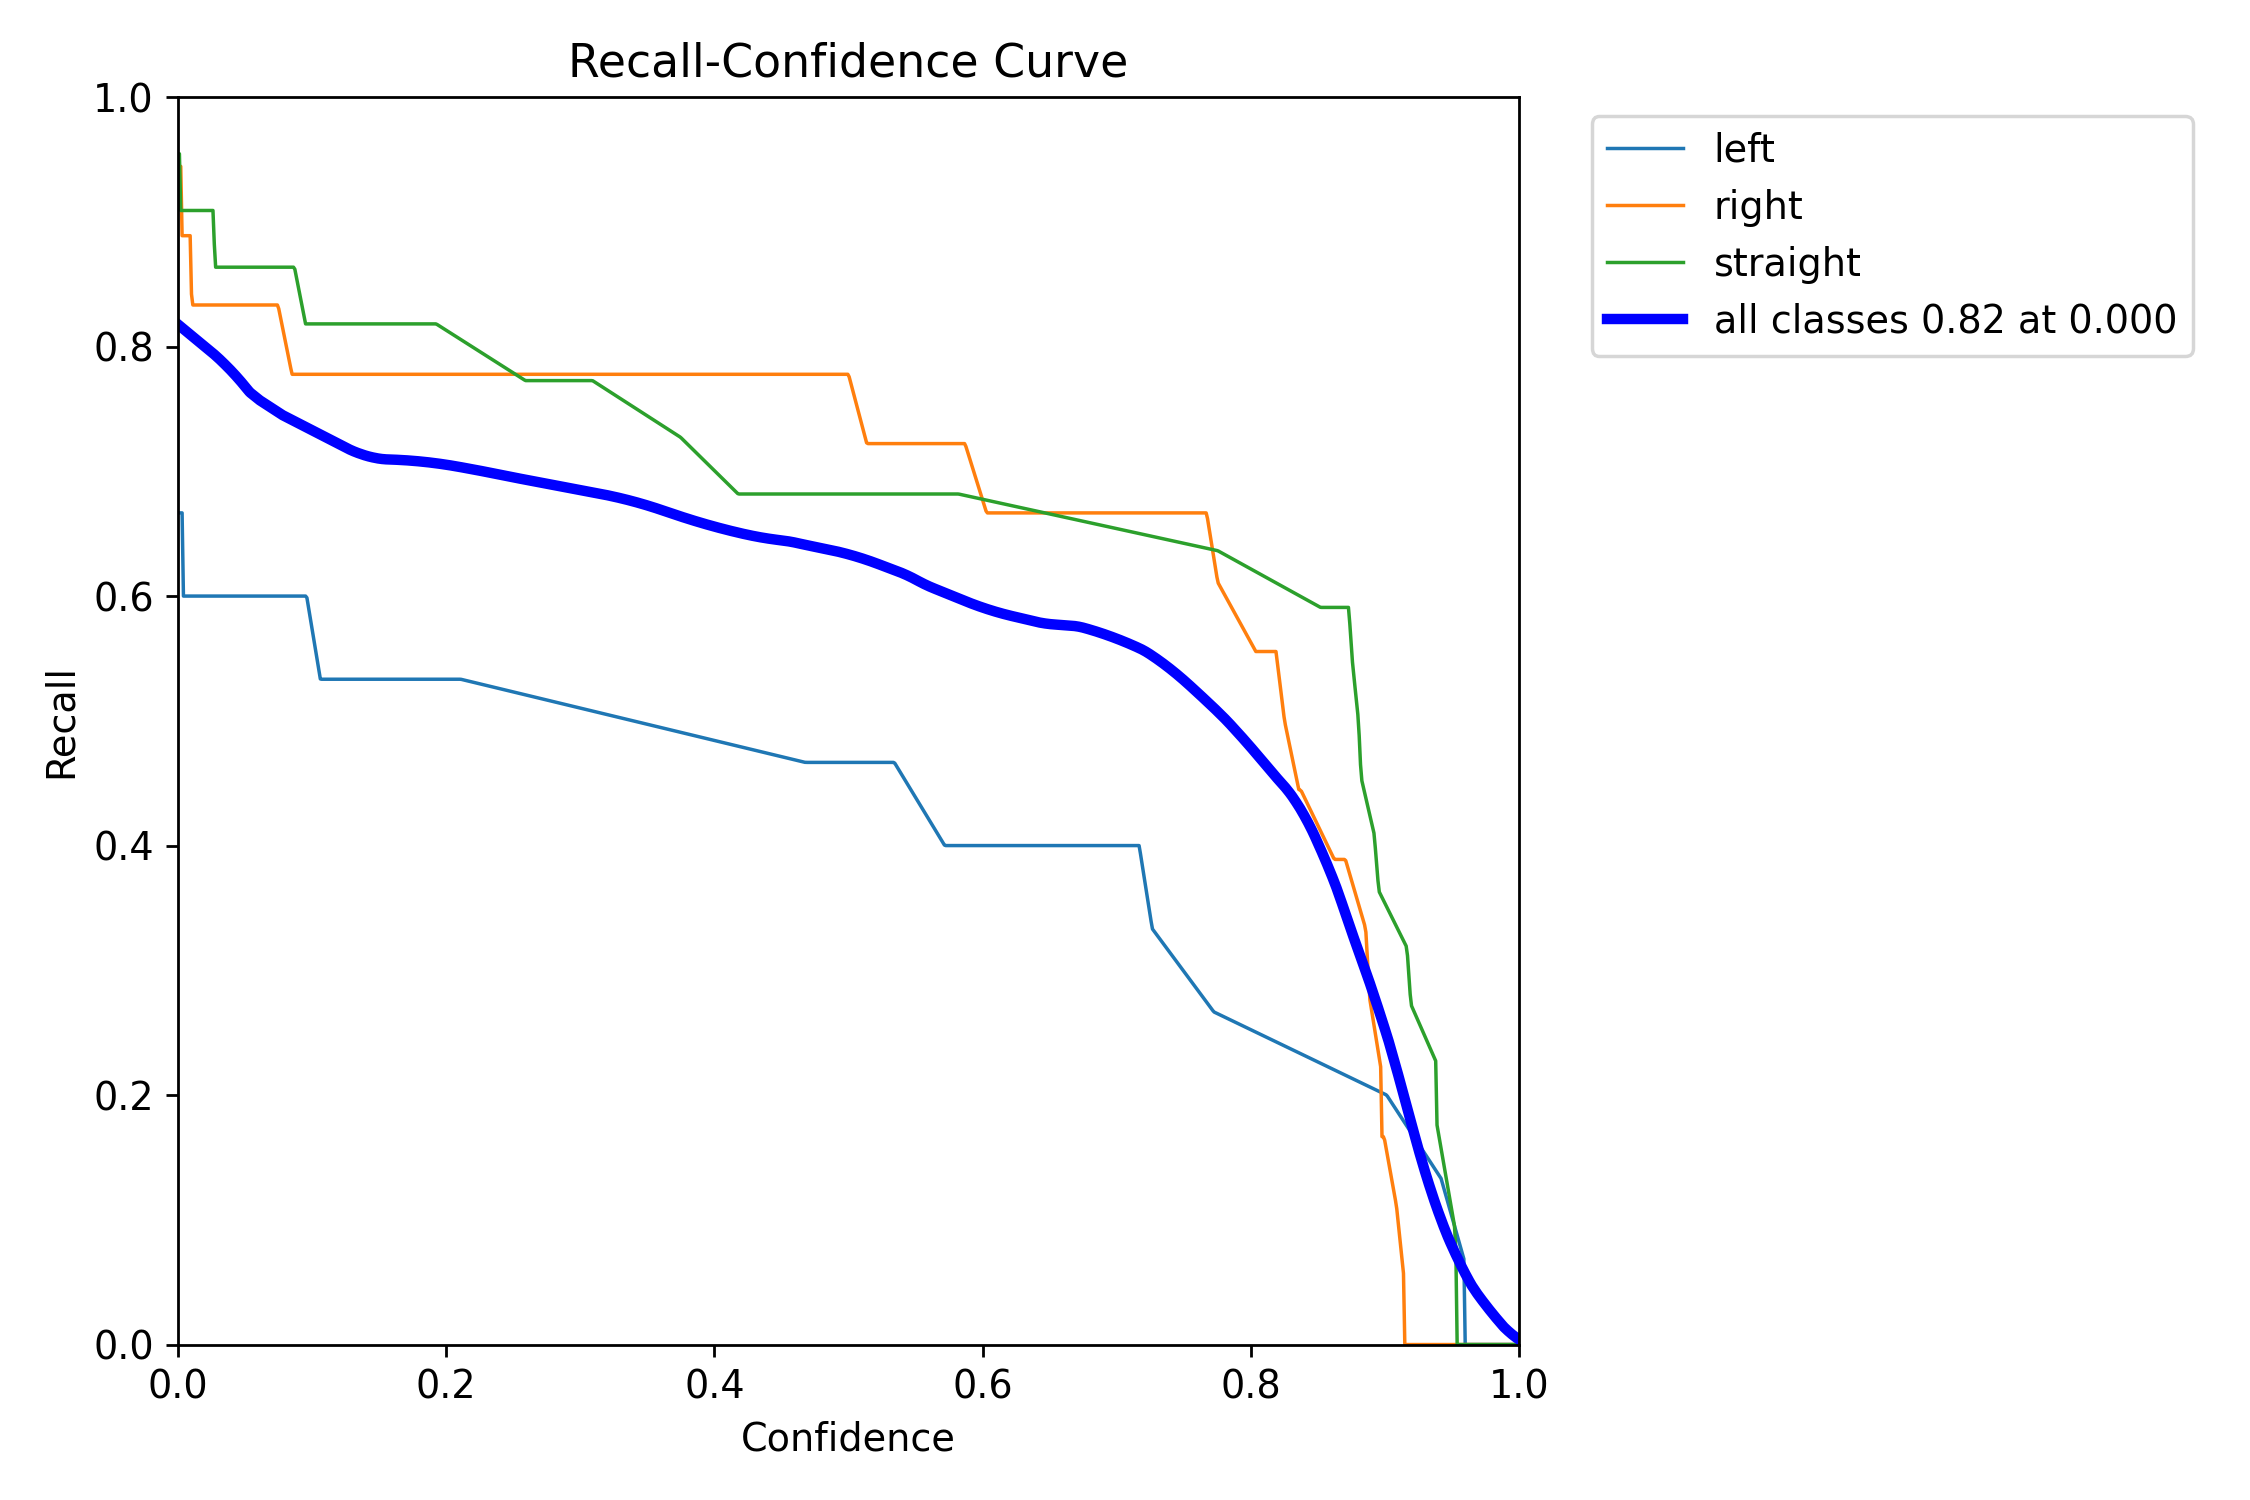 Recall-Confidence Curve
1.0
0.8
0.6
0.4
0.2
0.0
Recall
0.0 0.2 0.4 0.6 0.8 1.0
Confidence
left
right
straight
all classes 0.82 at 0.000